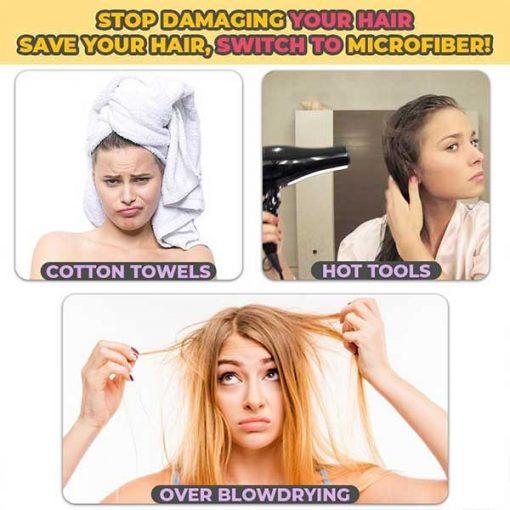 STOP DAMAGING YOUR HAIR
SAVE YOUR HAIR, SWITCH TO MICROFIBER!
COTTON TOWELS
HOT TOOLS
OVER BLOWDRYING